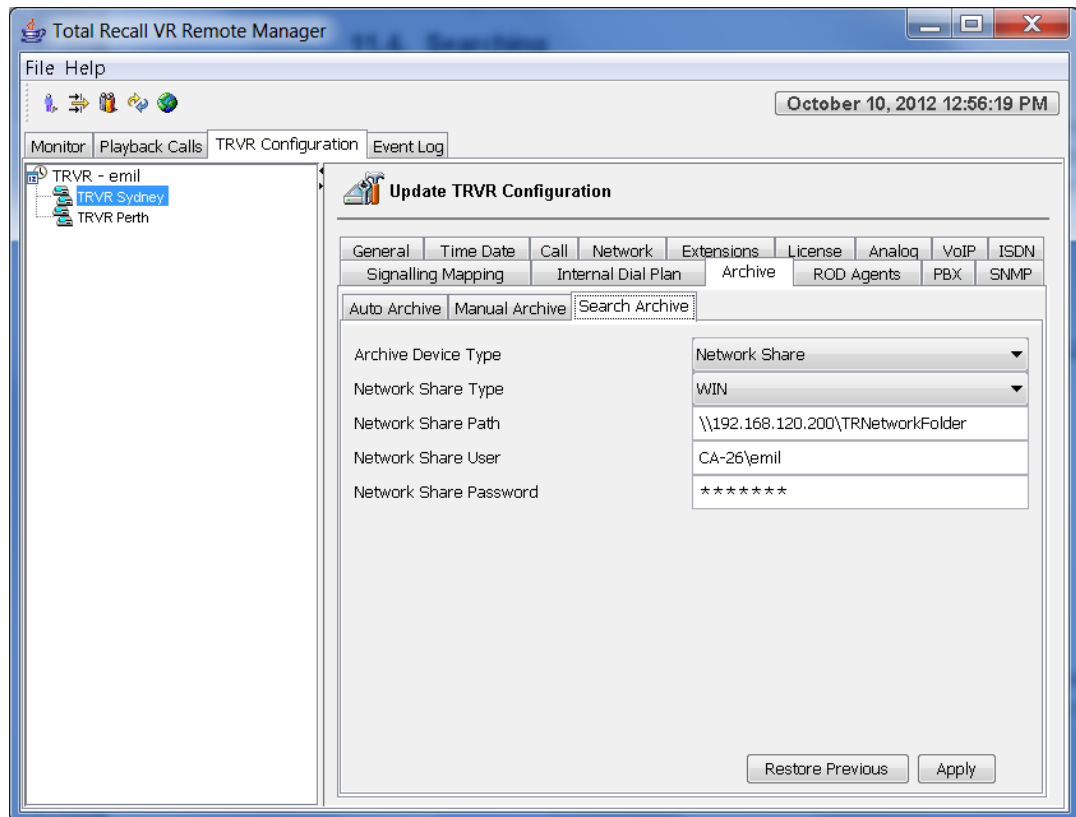 Total Recall VR Remote Manager
11.4. Searching
File Help
October 10, 2012 12:56:19 PM
Monitor Playback Calls TRVR Configuration Event Log
TRVR - emil
TRVR Sydney
TRVR Perth
Update TRVR Configuration
General Time Date Call Network Extensions License Analog VoIP ISDN
Signalling Mapping Internal Dial Plan Archive ROD Agents PBX SNMP
Auto Archive Manual Archive Search Archive
Archive Device Type Network Share
Network Share Type WIN
Network Share Path \\192.168.120.200\TRNetworkFolder
Network Share User CA-26\emil
Network Share Password *******
Restore Previous Apply